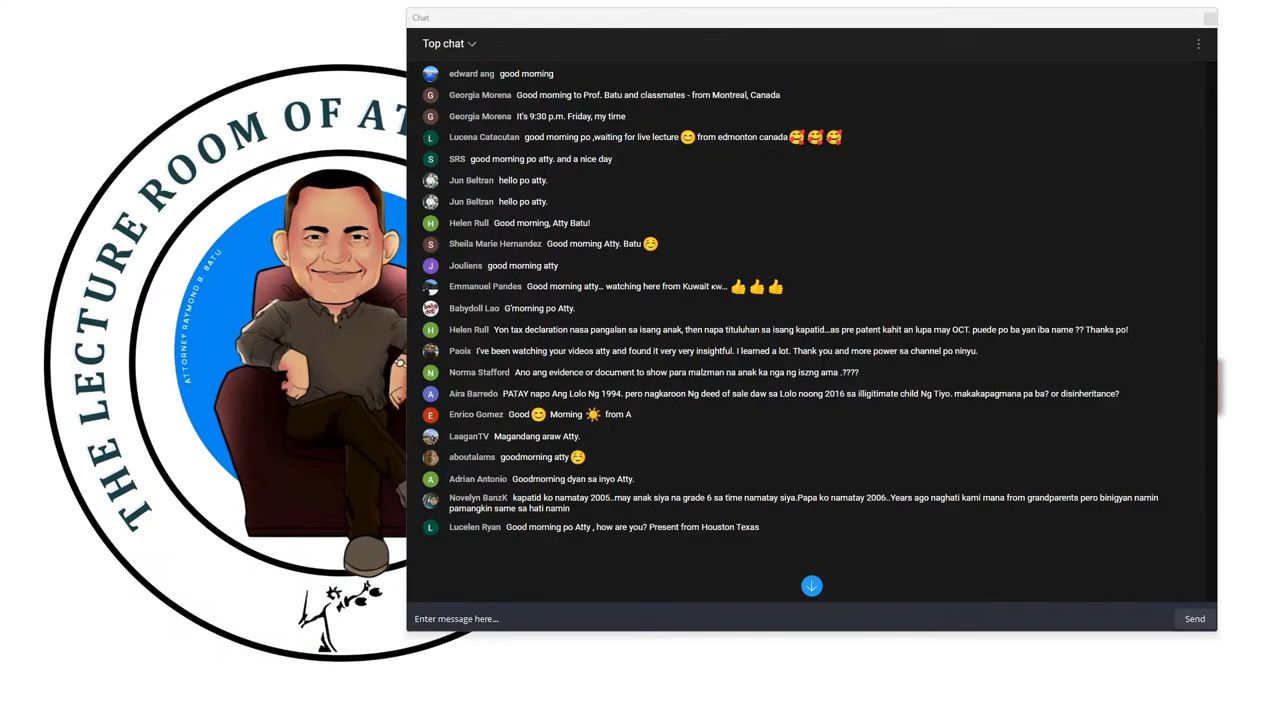 THE LECTURE ROOM OF AT
ATTORNEY RAYMOND B. BATU
Chat
Top chat
edward ang good morning
G Georgia Morena Good morning to Prof. Batu and classmates - from Montreal, Canada
G Georgia Morena It's 9:30 p.m. Friday, my time
L Lucena Catacutan good morning po ,waiting for live lecture 😊 from edmonton canada 🥰 🥰 🥰
S SRS good morning po atty. and a nice day
Jun Beltran hello po atty.
Jun Beltran hello po atty.
H Helen Rull Good morning, Atty Batu!
S Sheila Marie Hernandez Good morning Atty. Batu ☺️
J Jouliens good morning atty
Emmanuel Pandes Good morning atty... watching here from Kuwait ĸw... 👍 👍 👍
baby doll Babydoll Lao G'morning po Atty.
H Helen Rull Yon tax declaration nasa pangalan sa isang anak, then napa tituluhan sa isang kapatid...as pre patent kahit an lupa may OCT. puede po ba yan iba name ?? Thanks po!
Paoix I've been watching your videos atty and found it very very insightful. I learned a lot. Thank you and more power sa channel po ninyu.
N Norma Stafford Ano ang evidence or document to show para malzman na anak ka nga ng iszng ama .????
A Aira Barredo PATAY napo Ang Lolo Ng 1994. pero nagkaroon Ng deed of sale daw sa Lolo noong 2016 sa illigitimate child Ng Tiyo. makakapagmana pa ba? or disinheritance?
E Enrico Gomez Good 😊 Morning ☀️ from A
LaaganTV Magandang araw Atty.
aboutalams goodmorning atty ☺️
A Adrian Antonio Goodmorning dyan sa inyo Atty.
Novelyn BanzK kapatid ko namatay 2005..may anak siya na grade 6 sa time namatay siya.Papa ko namatay 2006..Years ago naghati kami mana from grandparents pero binigyan namin
pamangkin same sa hati namin
L Lucelen Ryan Good morning po Atty , how are you? Present from Houston Texas
Enter message here...
Send